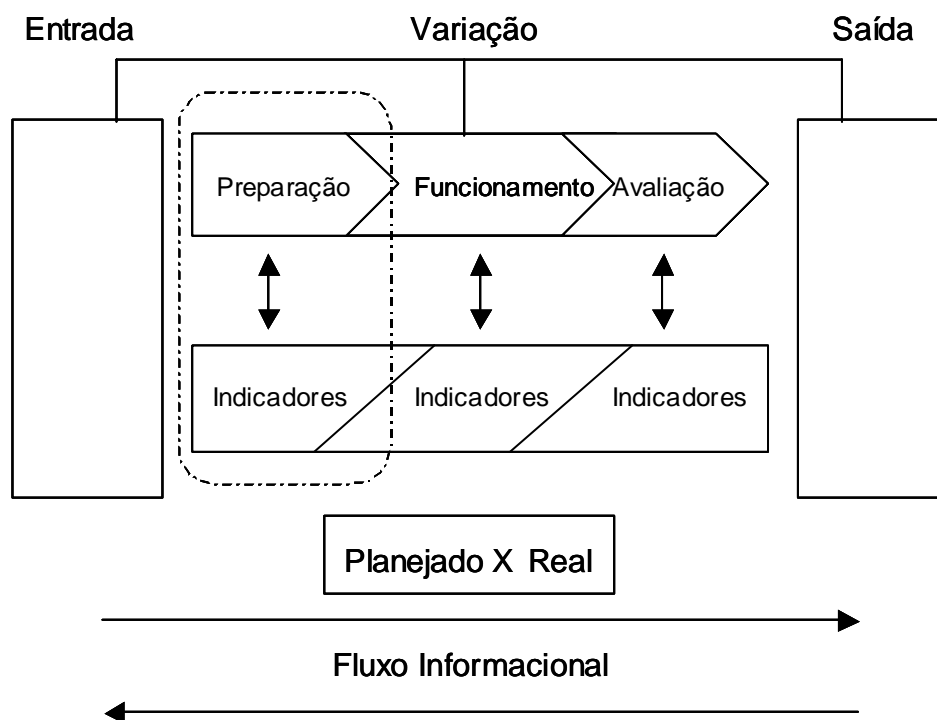 Entrada
Variação
Saída
Preparação
Funcionamento
Avaliação
Indicadores
Indicadores
Indicadores
Planejado X Real
Fluxo Informacional